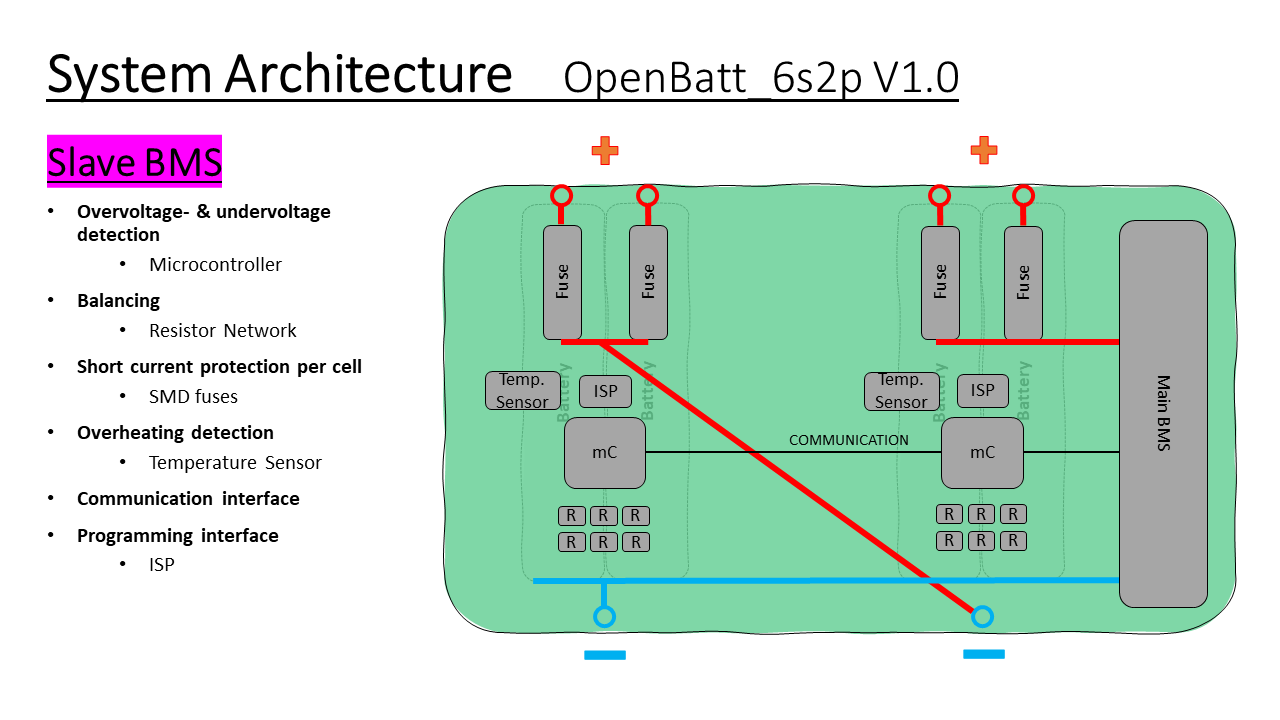 System Architecture OpenBatt_6s2p V1.0
Slave BMS
• Overvoltage- & undervoltage
detection
• Microcontroller
• Balancing
• Resistor Network
• Short current protection per cell
• SMD fuses
• Overheating detection
• Temperature Sensor
• Communication interface
• Programming interface
• ISP
Fuse
Fuse
Fuse
Fuse
Temp.
Sensor
Battery
ISP
Battery
Temp.
Sensor
Battery
ISP
Battery
Main BMS
mC
COMMUNICATION
mC
R R R
R R R
R R R
R R R